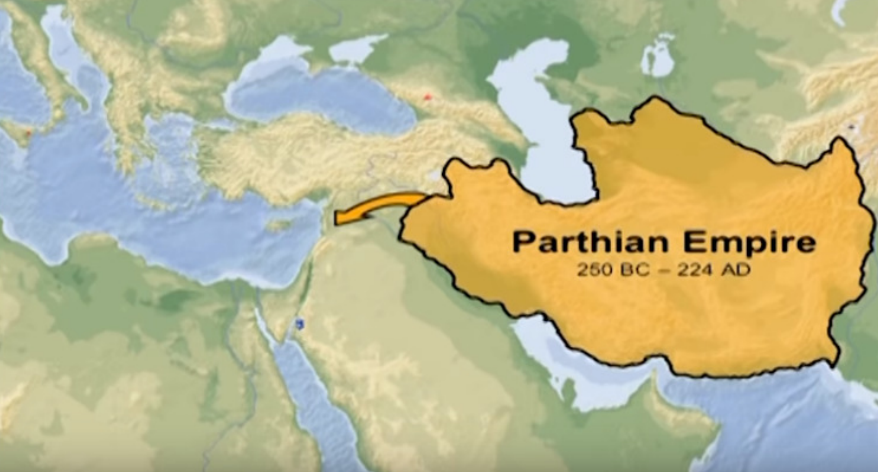 Parthian Empire
250 BC – 224 AD